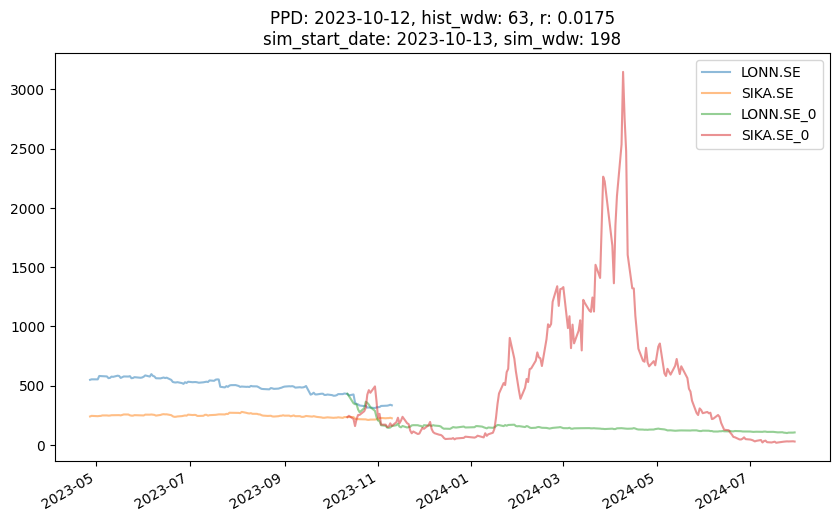 PPD: 2023-10-12, hist_wdw: 63, r: 0.0175
sim_start_date: 2023-10-13, sim_wdw: 198
LONN.SE
SIKA.SE
LONN.SE_0
SIKA.SE_0
3000
2500
2000
1500
1000
500
0
2023-05
2023-07
2023-09
2023-11
2024-01
2024-03
2024-05
2024-07